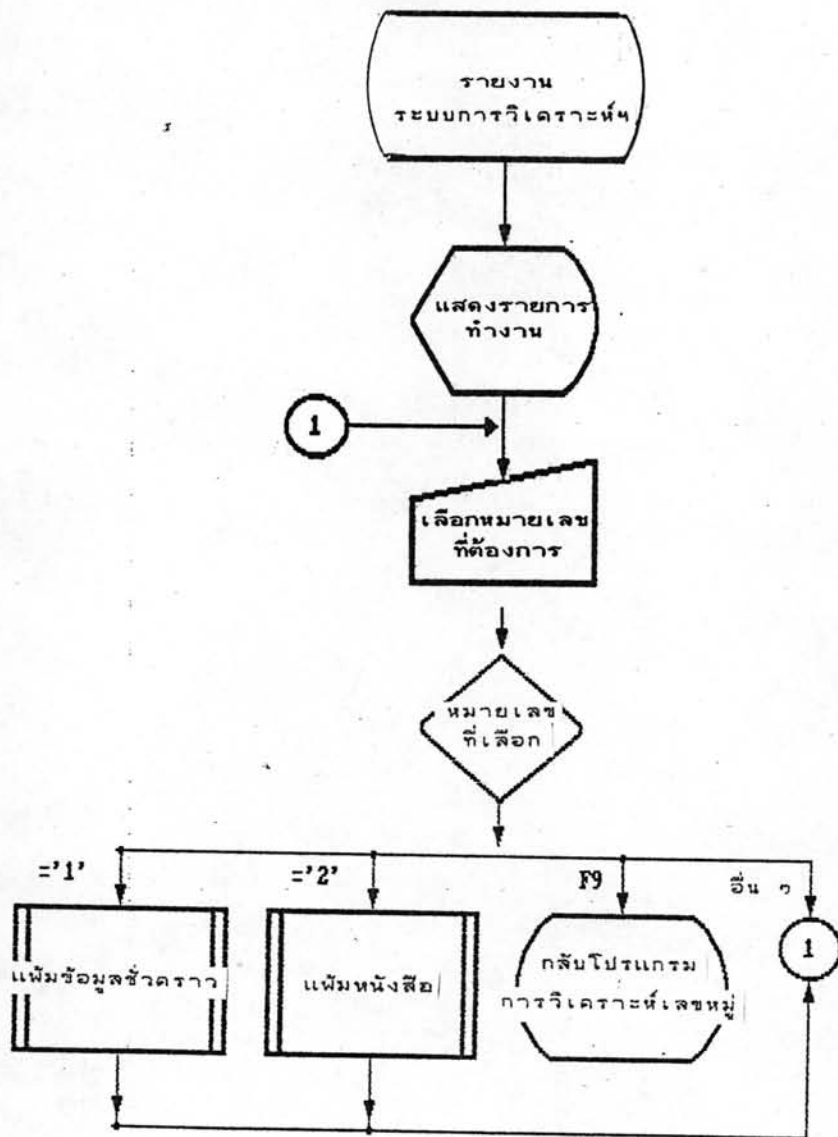 รายงาน
ระบบการวิเคราะห์ฯ
แสดงรายการ
ทำงาน
1
เลือกหมายเลข
ที่ต้องการ
หมายเลข
ที่เลือก
='1'
='2'
F9
อื่น ๆ
แฟ้มข้อมูลชั่วคราว
แฟ้มหนังสือ
กลับโปรแกรม
การวิเคราะห์เลขหมู่
1